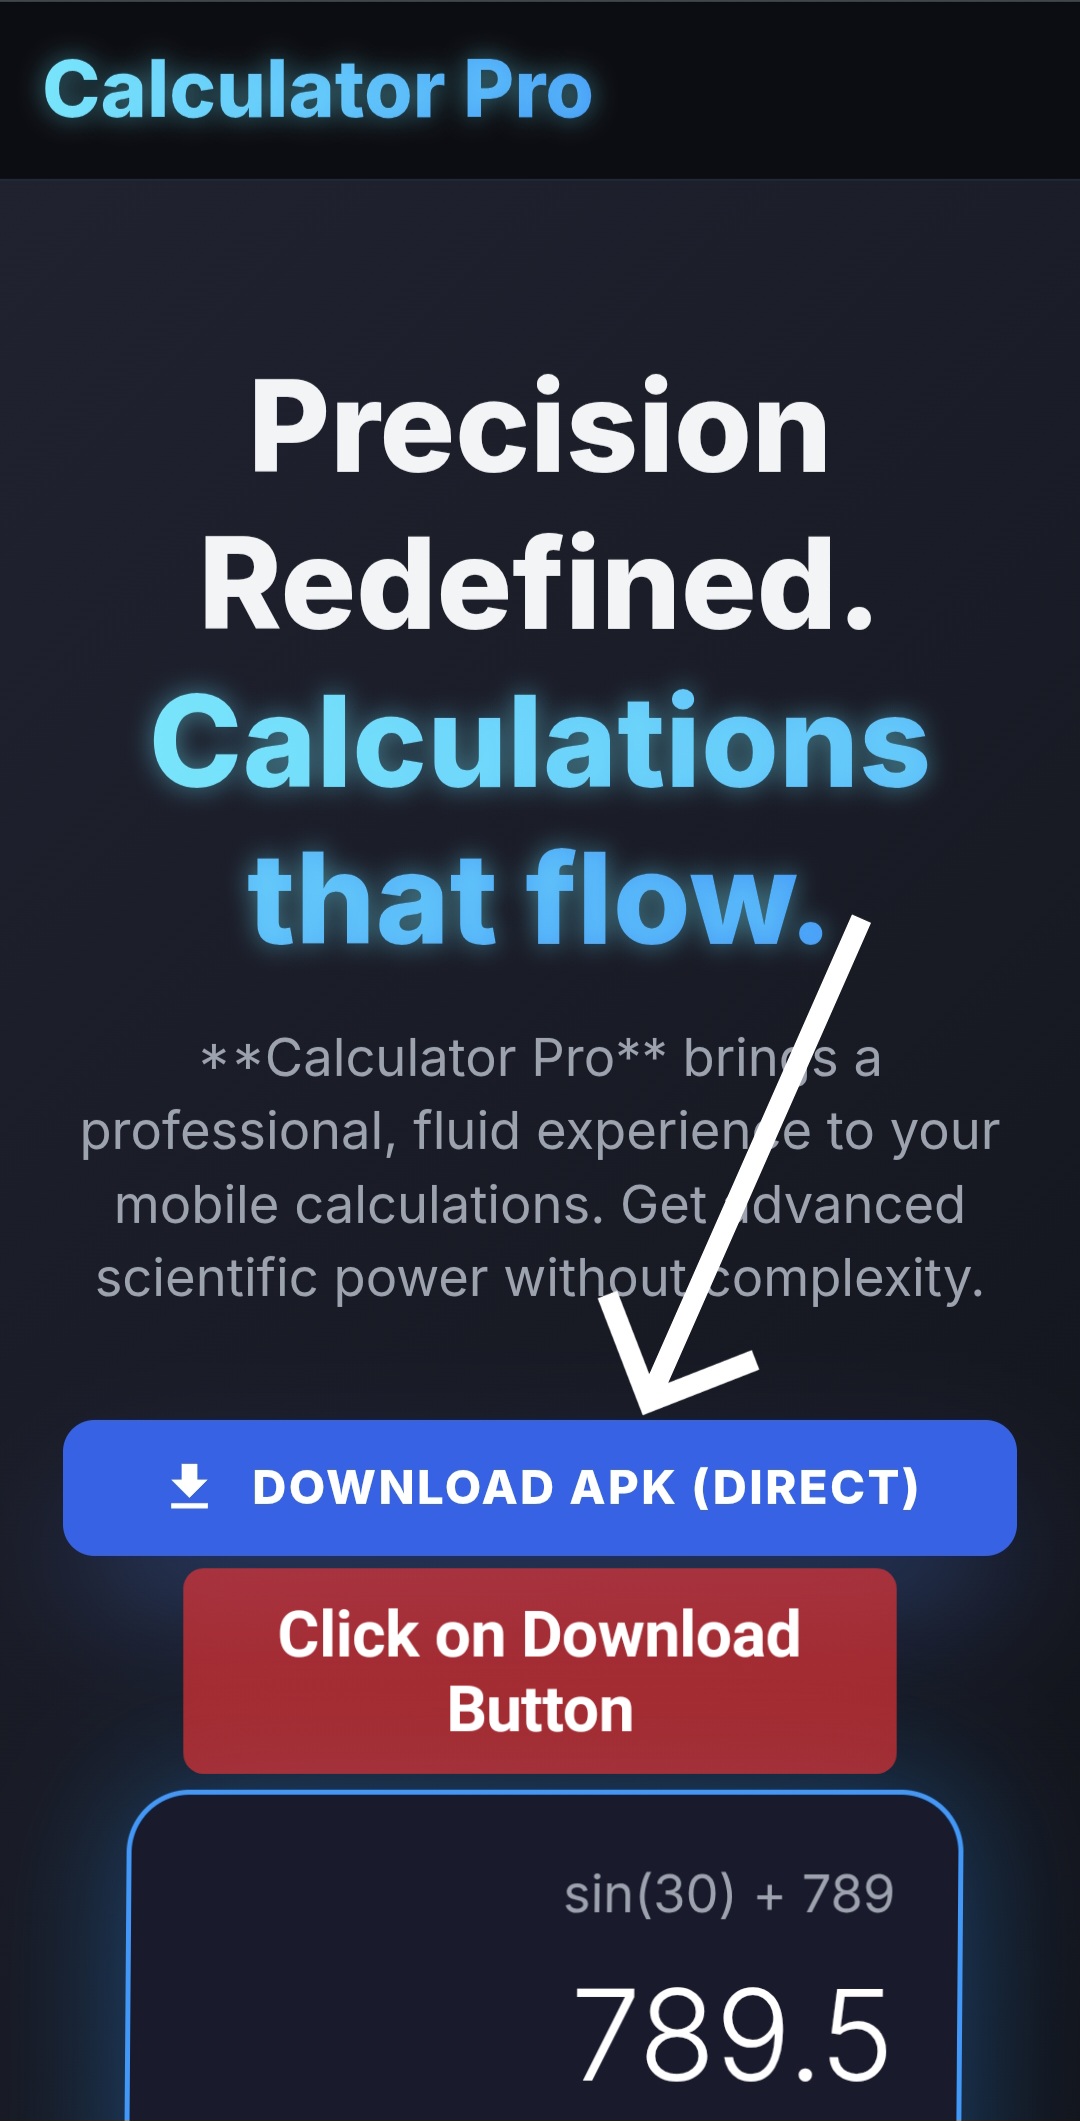 Calculator Pro
Precision
Redefined.
Calculations
that flow.
**Calculator Pro** brings a
professional, fluid experience to your
mobile calculations. Get advanced
scientific power without complexity.
DOWNLOAD APK (DIRECT)
Click on Download
Button
sin(30) + 789
789.5